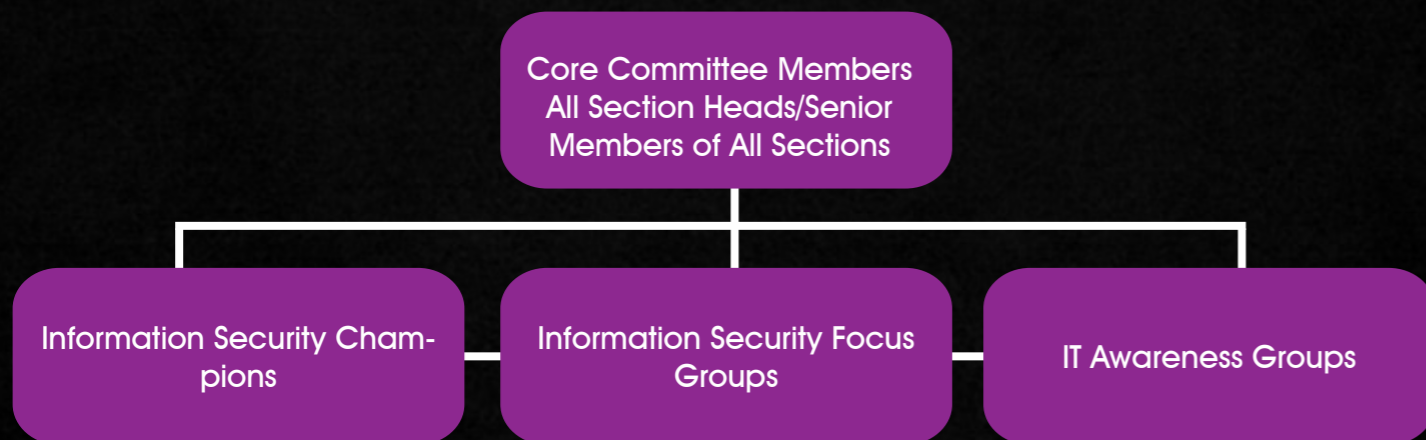 Core Committee Members
All Section Heads/Senior
Members of All Sections
Information Security Cham-
pions
Information Security Focus
Groups
IT Awareness Groups